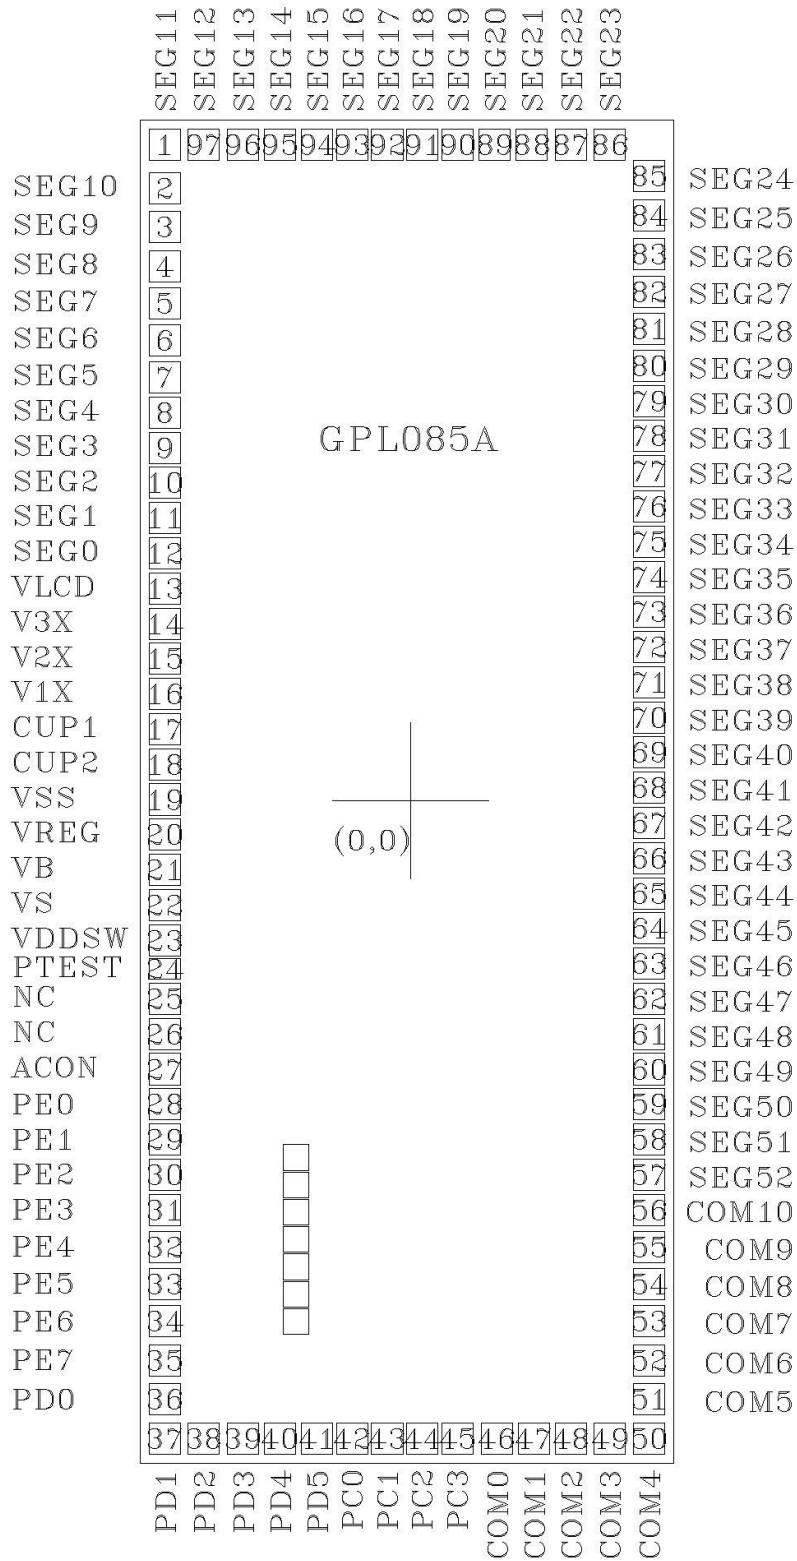 SEG11 SEG12 SEG13 SEG14 SEG15 SEG16 SEG17 SEG18 SEG19 SEG20 SEG21 SEG22 SEG23
1 97 96 95 94 93 92 91 90 89 88 87 86
85 SEG24
SEG10 2
84 SEG25
SEG9 3
83 SEG26
SEG8 4
82 SEG27
SEG7 5
81 SEG28
SEG6 6
80 SEG29
SEG5 7
79 SEG30
SEG4 8
78 SEG31
GPL085A
SEG3 9
77 SEG32
SEG2 10
76 SEG33
SEG1 11
75 SEG34
SEG0 12
74 SEG35
VLCD 13
73 SEG36
V3X 14
72 SEG37
V2X 15
71 SEG38
V1X 16
70 SEG39
CUP1 17
69 SEG40
CUP2 18
68 SEG41
VSS 19
67 SEG42
VREG 20
(0,0)
66 SEG43
VB 21
65 SEG44
VS 22
64 SEG45
VDDSW 23
63 SEG46
PTEST 24
NC 25
62 SEG47
NC 26
61 SEG48
ACON 27
60 SEG49
PE0 28
59 SEG50
PE1 29
58 SEG51
PE2 30
57 SEG52
PE3 31
56 COM10
PE4 32
55 COM9
PE5 33
54 COM8
PE6 34
53 COM7
PE7 35
52 COM6
PD0 36
51 COM5
37 38 39 40 41 42 43 44 45 46 47 48 49 50
PD1 PD2 PD3 PD4 PD5 PC0 PC1 PC2 PC3 COM0 COM1 COM2 COM3 COM4